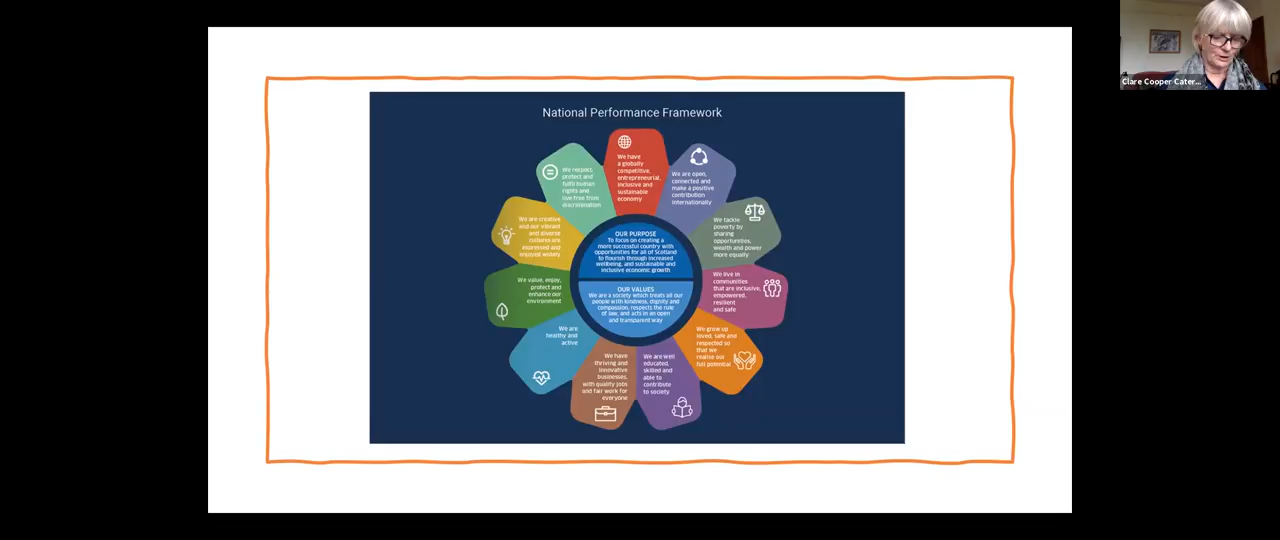 Clare Cooper Cater...
National Performance Framework
We have
a globally
competitive,
entrepreneurial,
inclusive and
sustainable
economy
We are open,
connected and
make a positive
contribution
internationally
We tackle
poverty by
sharing
opportunities,
wealth and power
more equally
We live in
communities
that are inclusive,
empowered,
resilient
and safe
We grow up
loved, safe and
respected so
that we
realise our
full potential
We are well
educated,
skilled and
able to
contribute
to society
We have
thriving and
innovative
businesses,
with quality jobs
and fair work for
everyone
We are
healthy and
active
We value, enjoy,
protect and
enhance our
environment
We are creative
and our vibrant
and diverse
cultures are
expressed and
enjoyed widely
We respect,
protect and
fulfil human
rights and
live free from
discrimination
OUR PURPOSE
To focus on creating a
more successful country with
opportunities for all of Scotland
to flourish through increased
wellbeing, and sustainable and
inclusive economic growth
OUR VALUES
We are a society which treats all our
people with kindness, dignity and
compassion, respects the rule
of law, and acts in an open
and transparent way